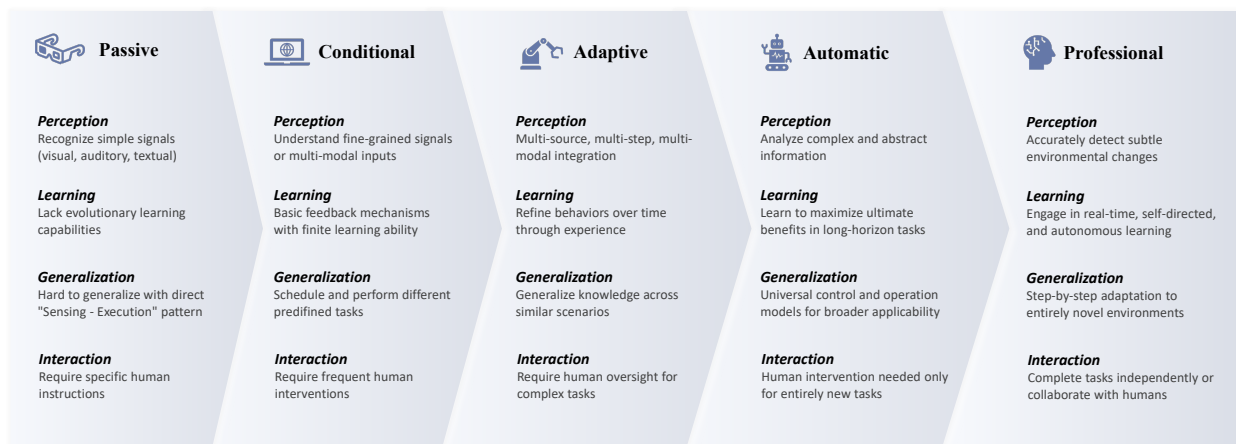 Passive
Perception
Recognize simple signals
(visual, auditory, textual)
Learning
Lack evolutionary learning
capabilities
Generalization
Hard to generalize with direct
"Sensing - Execution" pattern
Interaction
Require specific human
instructions
Conditional
Perception
Understand fine-grained signals
or multi-modal inputs
Learning
Basic feedback mechanisms
with finite learning ability
Generalization
Schedule and perform different
predifined tasks
Interaction
Require frequent human
interventions
Adaptive
Perception
Multi-source, multi-step, multi-
modal integration
Learning
Refine behaviors over time
through experience
Generalization
Generalize knowledge across
similar scenarios
Interaction
Require human oversight for
complex tasks
Automatic
Perception
Analyze complex and abstract
information
Learning
Learn to maximize ultimate
benefits in long-horizon tasks
Generalization
Universal control and operation
models for broader applicability
Interaction
Human intervention needed only
for entirely new tasks
Professional
Perception
Accurately detect subtle
environmental changes
Learning
Engage in real-time, self-directed,
and autonomous learning
Generalization
Step-by-step adaptation to
entirely novel environments
Interaction
Complete tasks independently or
collaborate with humans